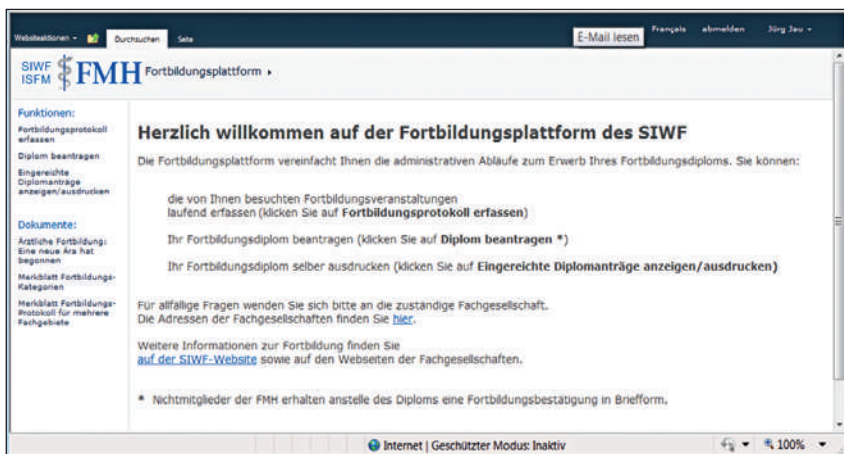 Websiteaktionen
Durchsuchen
Seite
E-Mail lesen
Français
abmelden
Jürg Jau
SIWF
ISFM
FMH
Fortbildungsplattform
Funktionen:
Fortbildungsprotokoll
erfassen
Diplom beantragen
Eingereichte
Diplomanträge
anzeigen/ausdrucken
Dokumente:
Ärztliche Fortbildung:
Eine neue Ära hat
begonnen
Merkblatt Fortbildungs-
Kategorien
Merkblatt Fortbildungs-
Protokoll für mehrere
Fachgebiete
Herzlich willkommen auf der Fortbildungsplattform des SIWF
Die Fortbildungsplattform vereinfacht Ihnen die administrativen Abläufe zum Erwerb Ihres Fortbildungsdiploms. Sie können:
die von Ihnen besuchten Fortbildungsveranstaltungen
laufend erfassen (klicken Sie auf Fortbildungsprotokoll erfassen)
Ihr Fortbildungsdiplom beantragen (klicken Sie auf Diplom beantragen *)
Ihr Fortbildungsdiplom selber ausdrucken (klicken Sie auf Eingereichte Diplomanträge anzeigen/ausdrucken)
Für allfällige Fragen wenden Sie sich bitte an die zuständige Fachgesellschaft.
Die Adressen der Fachgesellschaften finden Sie hier.
Weitere Informationen zur Fortbildung finden Sie
auf der SIWF-Website sowie auf den Webseiten der Fachgesellschaften.
* Nichtmitglieder der FMH erhalten anstelle des Diploms eine Fortbildungsbestätigung in Briefform.
Internet | Geschützter Modus: Inaktiv
100%